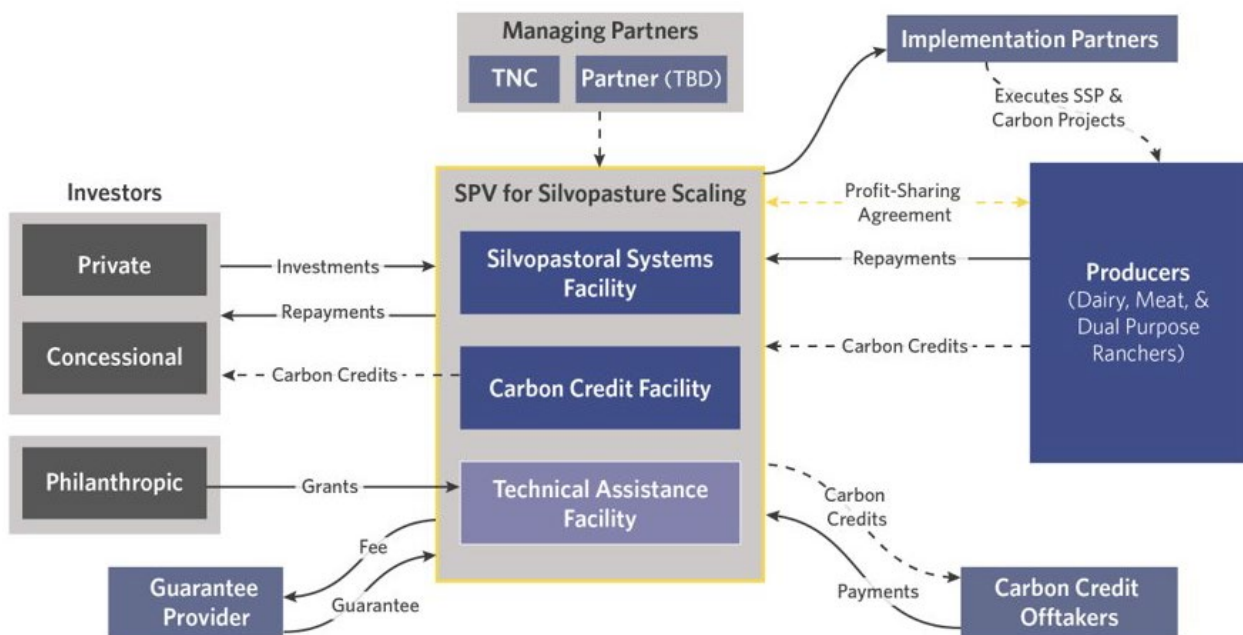 Managing Partners
TNC
Partner (TBD)
Implementation Partners
Executes SSP &
Carbon Projects
Investors
Private
Concessional
Philanthropic
Investments
Repayments
Carbon Credits
Grants
SPV for Silvopasture Scaling
Silvopastoral Systems
Facility
Carbon Credit Facility
Technical Assistance
Facility
Profit-Sharing
Agreement
Repayments
Carbon Credits
Producers
(Dairy, Meat, &
Dual Purpose
Ranchers)
Fee
Guarantee
Guarantee
Provider
Carbon
Credits
Payments
Carbon Credit
Offtakers